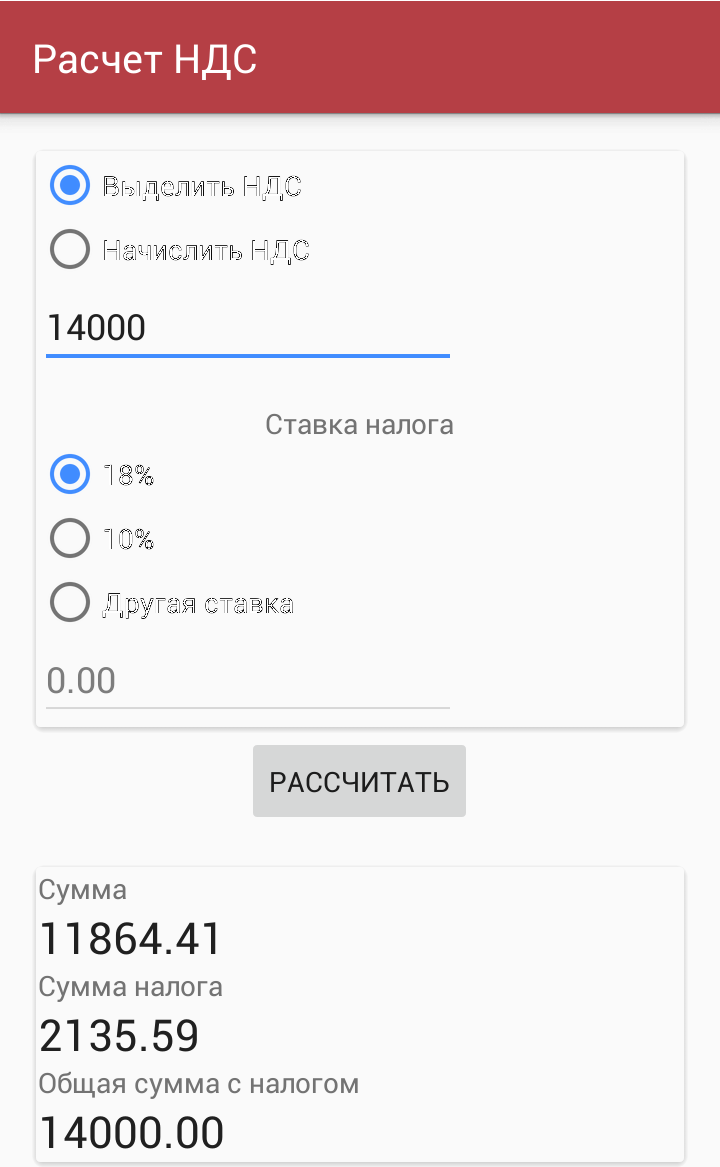 Расчет НДС
Выделить НДС
Начислить НДС
14000
Ставка налога
18%
10%
Другая ставка
0.00
РАССЧИТАТЬ
Сумма
11864.41
Сумма налога
2135.59
Общая сумма с налогом
14000.00